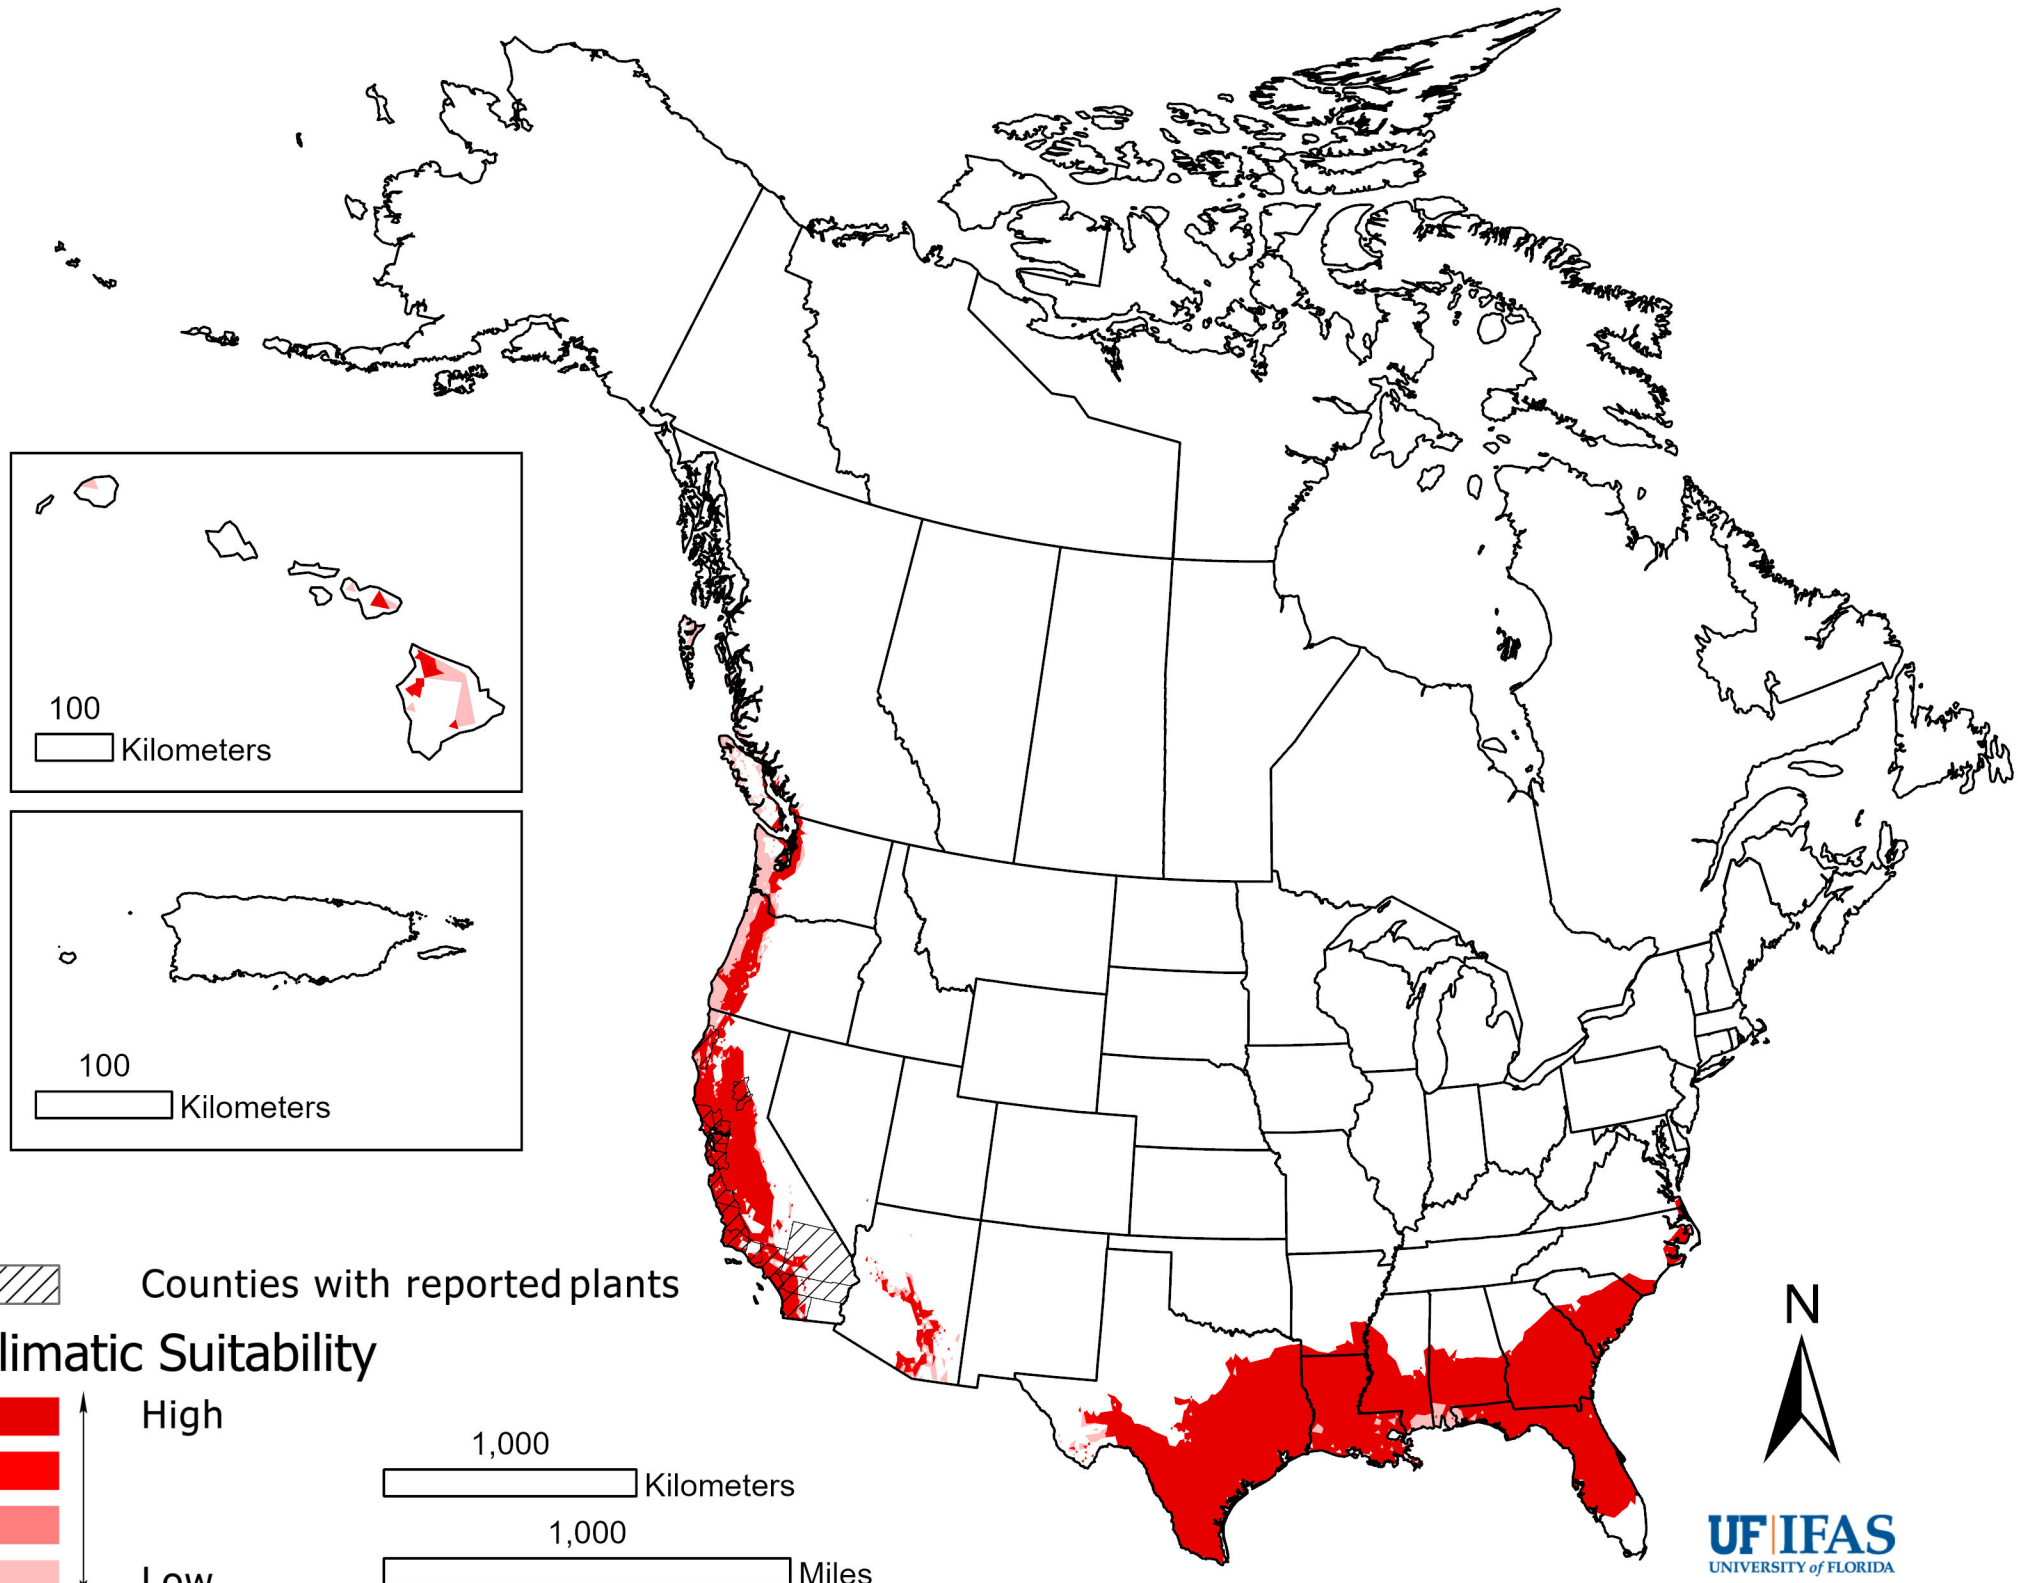 100
Kilometers
100
Kilometers
Counties with reported plants
limatic Suitability
High
Low
1,000
Kilometers
1,000
Miles
N
UF|IFAS
UNIVERSITY of FLORIDA